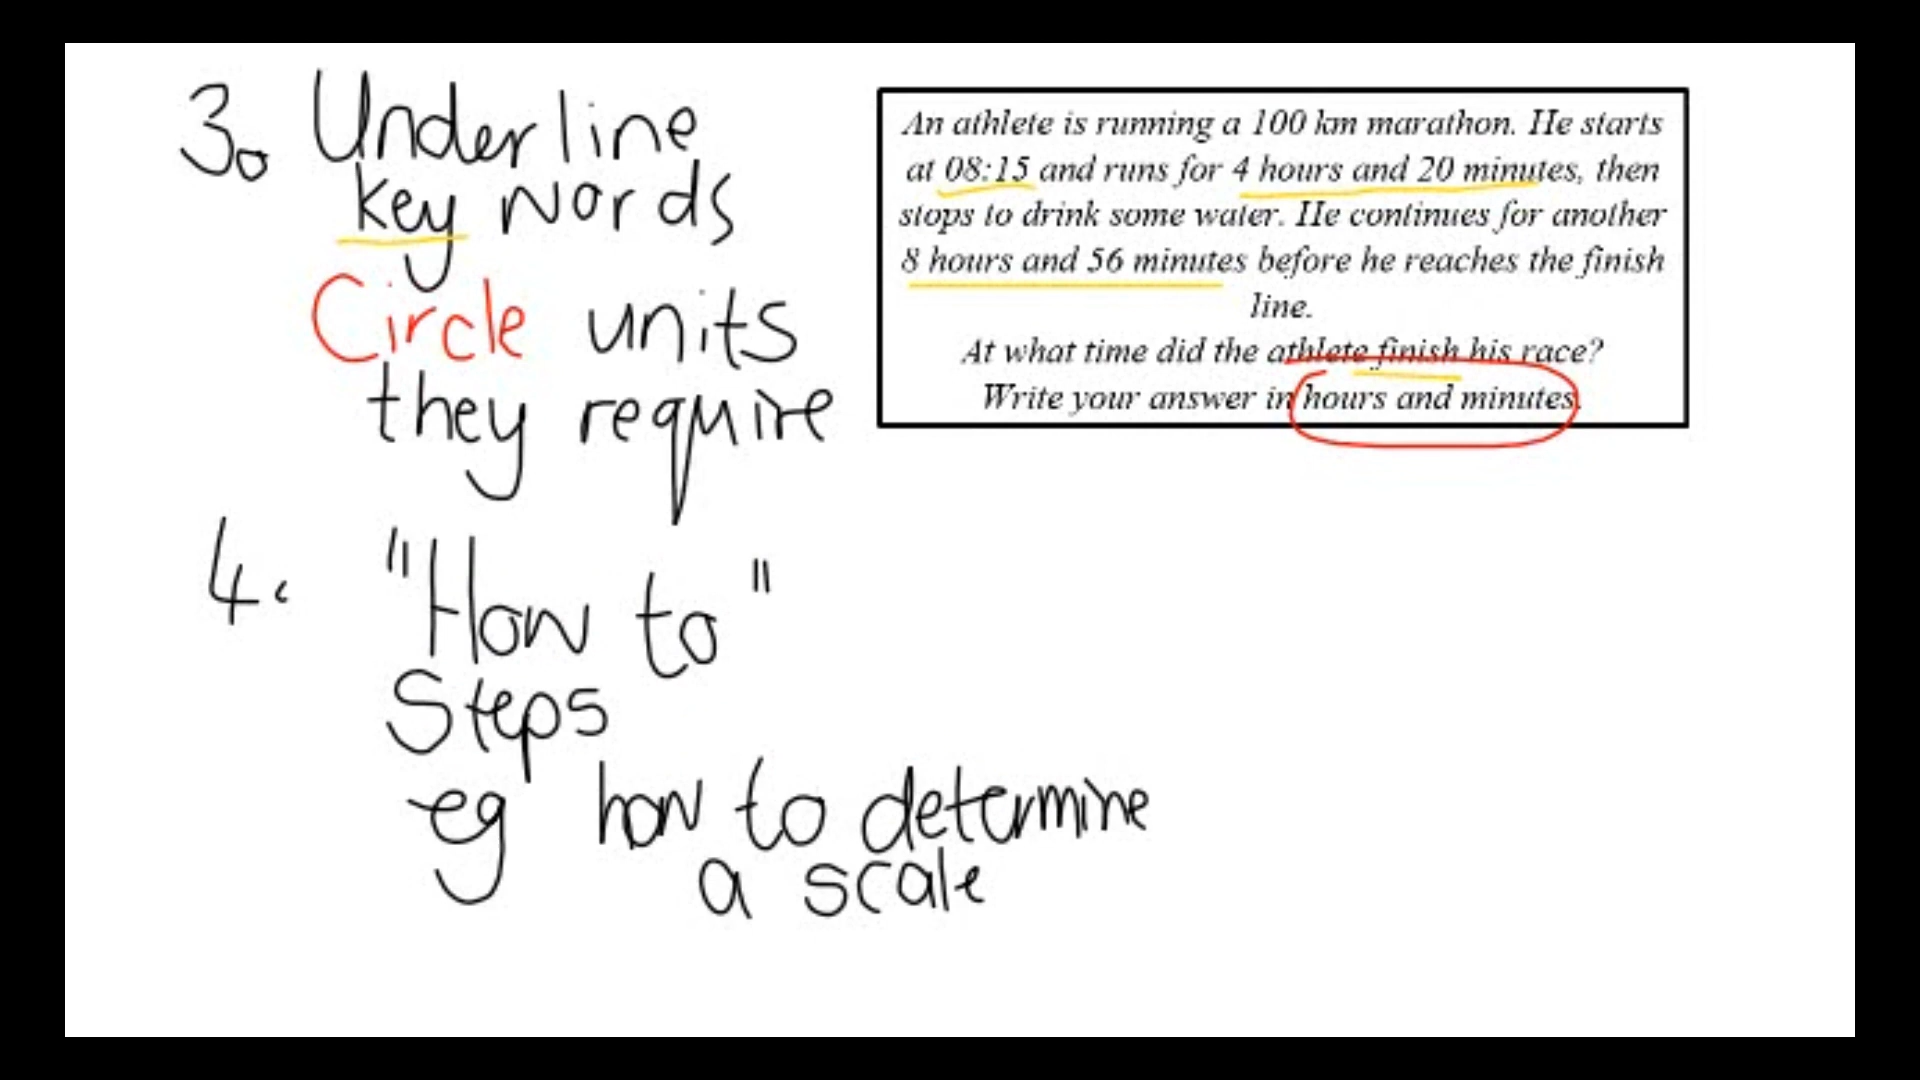 3. Underline
key words
Circle units
they require
An athlete is running a 100 km marathon. He starts
at 08:15 and runs for 4 hours and 20 minutes, then
stops to drink some water. He continues for another
8 hours and 56 minutes before he reaches the finish
line.
At what time did the athlete finish his race?
Write your answer in hours and minutes.
4. "How to"
Steps
eg how to determine
a scale